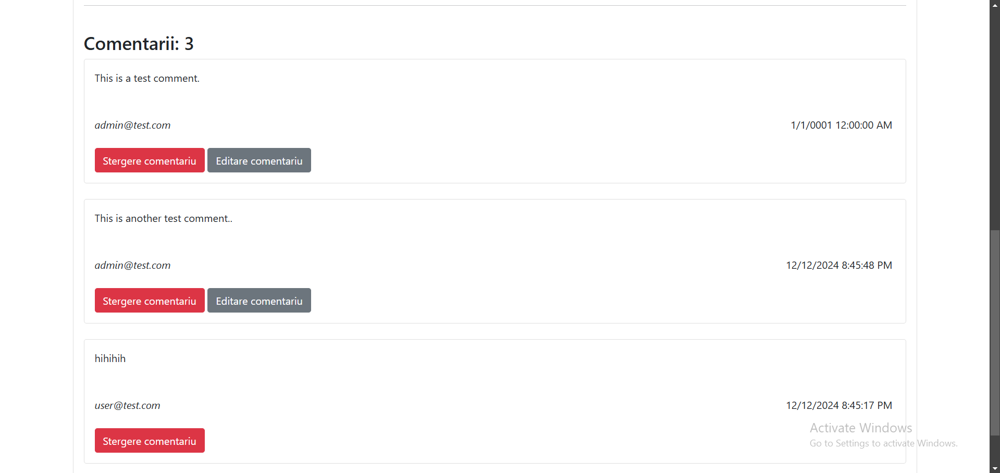 Comentarii: 3
This is a test comment.
admin@test.com 1/1/0001 12:00:00 AM
Stergere comentariu Editare comentariu
This is another test comment..
admin@test.com 12/12/2024 8:45:48 PM
Stergere comentariu Editare comentariu
hihihih
user@test.com 12/12/2024 8:45:17 PM
Activate Windows
Go to Settings to activate Windows.
Stergere comentariu